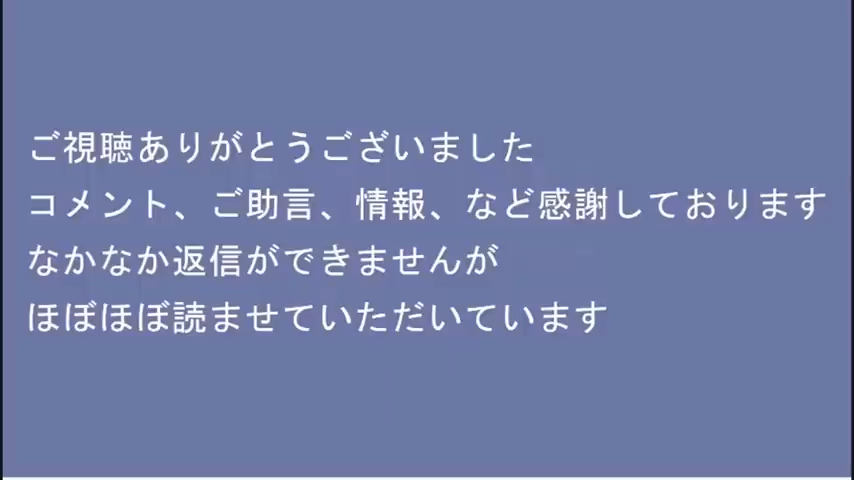 ご視聴ありがとうございました
コメント、ご助言、情報、など感謝しております
なかなか返信ができませんが
ほぼほぼ読ませていただいています